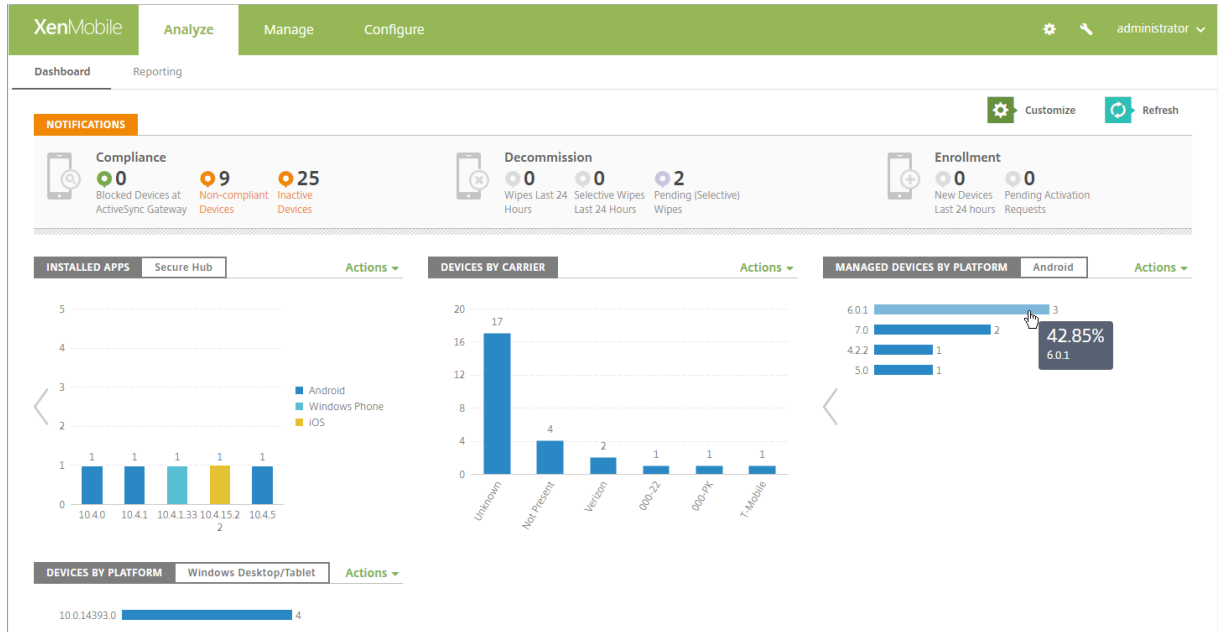 XenMobile Analyze Manage Configure administrator
Dashboard Reporting
Customize Refresh
NOTIFICATIONS
Compliance
0 9 25
Blocked Devices at Non-compliant Inactive
ActiveSync Gateway Devices Devices
Decommission
0 0 2
Wipes Last 24 Selective Wipes Pending (Selective)
Hours Last 24 Hours Wipes
Enrollment
0 0
New Devices Pending Activation
Last 24 hours Requests
INSTALLED APPS Secure Hub Actions
5
4
3
2
1
0
1 1 1 1 1
10.4.0 10.4.1 10.4.1.33 10.4.15.2 10.4.5
2
Android
Windows Phone
iOS
DEVICES BY CARRIER Actions
20
16
12
8
4
0
17
4
2
1
1
1
Unknown
Not Present
Verizon
000-22
000-PK
T-Mobile
MANAGED DEVICES BY PLATFORM Android Actions
6.0.1 3
7.0 2
4.2.2 1
5.0 1
42.85%
6.0.1
DEVICES BY PLATFORM Windows Desktop/Tablet Actions
10.0.14393.0 4